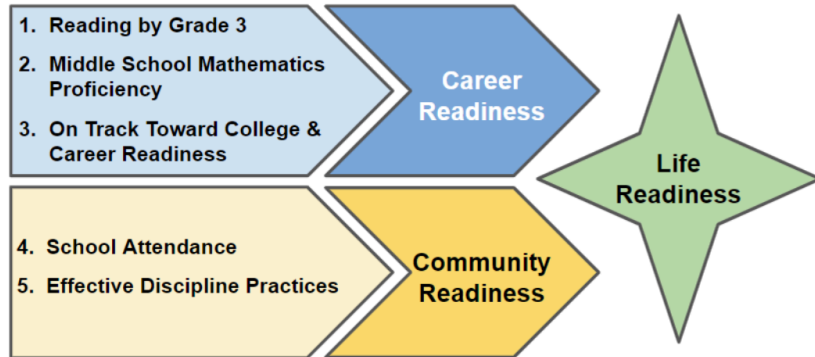 1. Reading by Grade 3
2. Middle School Mathematics
Proficiency
3. On Track Toward College &
Career Readiness
Career
Readiness
4. School Attendance
5. Effective Discipline Practices
Community
Readiness
Life
Readiness